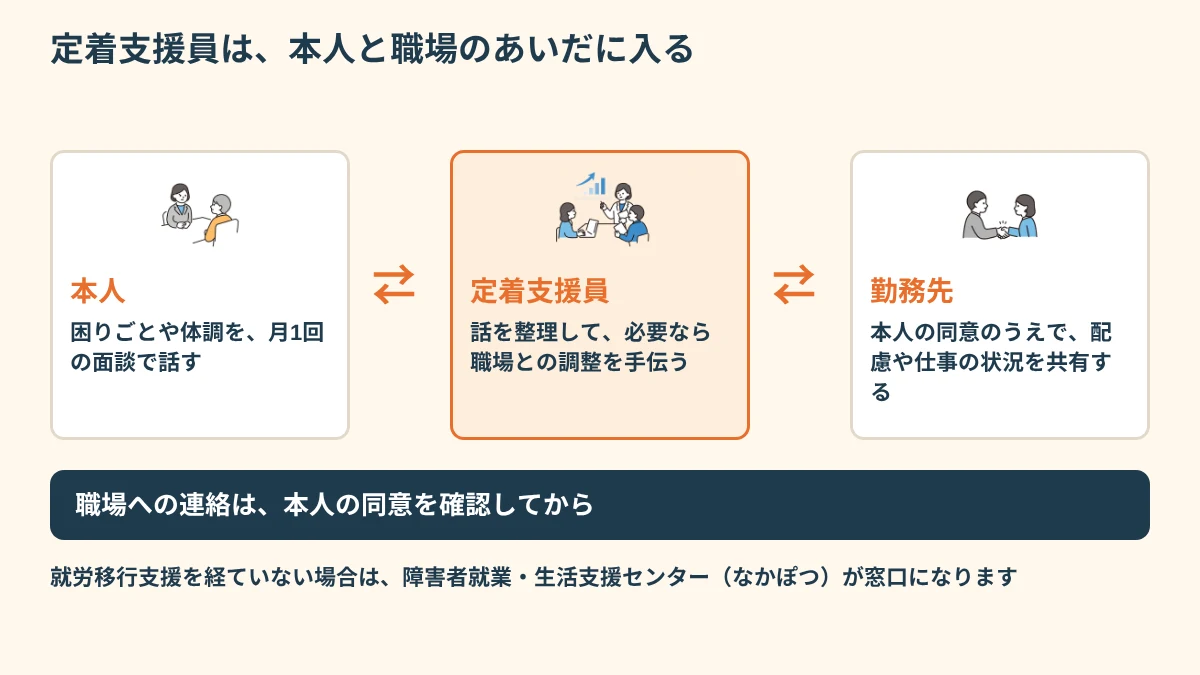 定着支援員は、本人と職場のあいだに入る
本人
困りごとや体調を、月1回
の面談で話す
定着支援員
話を整理して、必要なら
職場との調整を手伝う
勤務先
本人の同意のうえで、配
慮や仕事の状況を共有す
る
職場への連絡は、本人の同意を確認してから
就労移行支援を経ていない場合は、障害者就業・生活支援センター（なかぽつ）が窓口になります